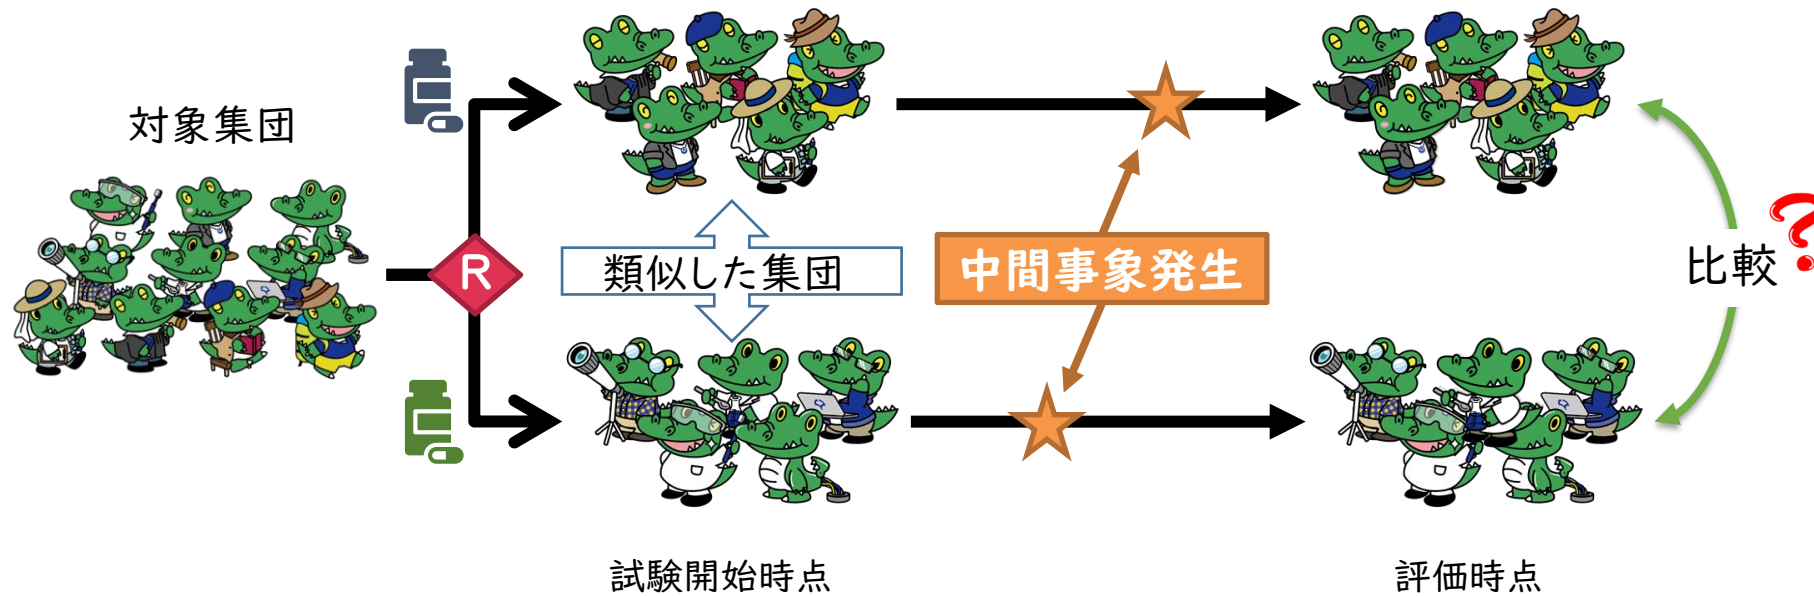 対象集団
R
類似した集団
中間事象発生
比較
?
試験開始時点
評価時点